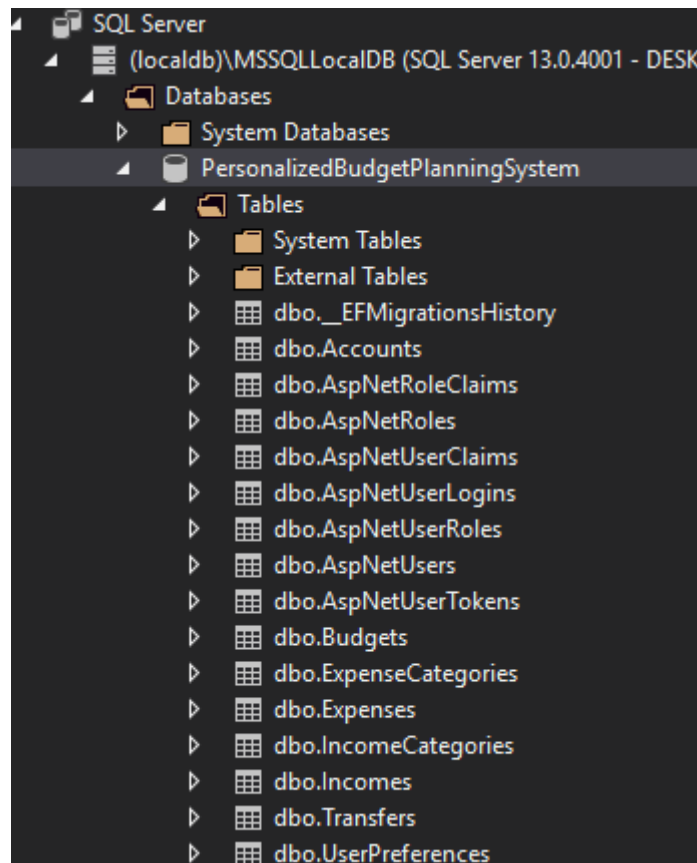 SQL Server
(localdb)\MSSQLLocalDB (SQL Server 13.0.4001 - DESK
Databases
System Databases
PersonalizedBudgetPlanningSystem
Tables
System Tables
External Tables
dbo.__EFMigrationsHistory
dbo.Accounts
dbo.AspNetRoleClaims
dbo.AspNetRoles
dbo.AspNetUserClaims
dbo.AspNetUserLogins
dbo.AspNetUserRoles
dbo.AspNetUsers
dbo.AspNetUserTokens
dbo.Budgets
dbo.ExpenseCategories
dbo.Expenses
dbo.IncomeCategories
dbo.Incomes
dbo.Transfers
dbo.UserPreferences